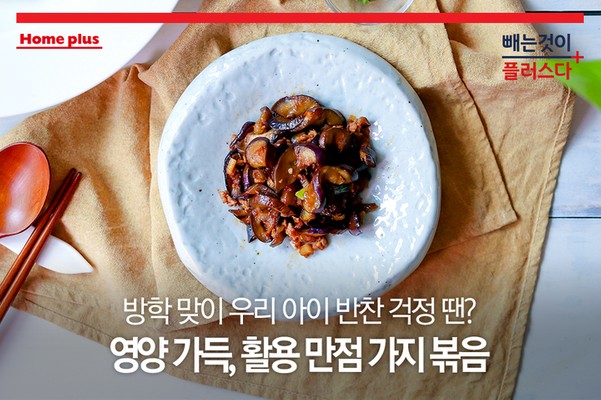 Home plus
빼는것이
플러스다
+
방학 맞이 우리 아이 반찬 걱정 땐?
영양 가득, 활용 만점 가지 볶음